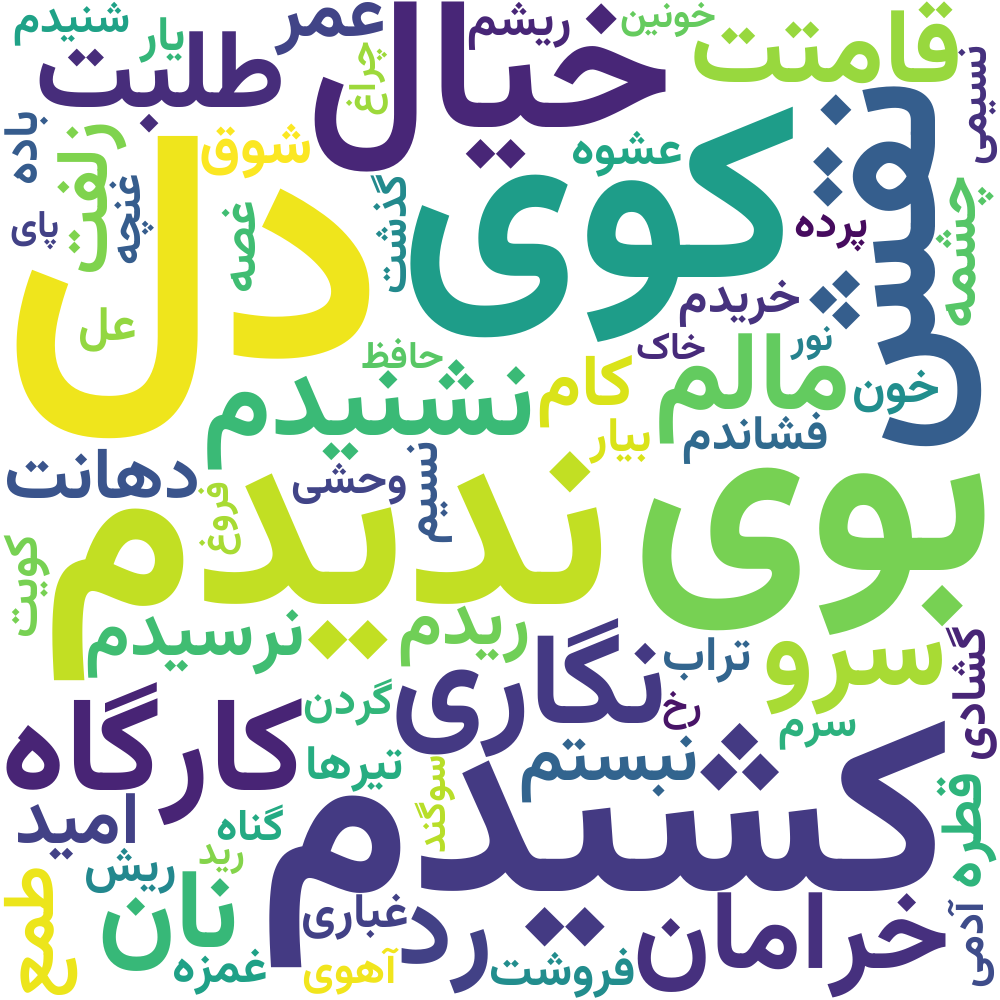 شنیدم
یار
عمر
خیال
ریشم
خونین
قامتت
نسیمی
طلبت
چراغ
باده
زلفت
غنچه
شوق
کوی
عشوه
نقش
پای
غصه
گذشت
پرده
چشمه
دل
عل
خریدم
نور
خاک
حافظ
نشنیدم
کام
مالم
خون
فشاندم
بیار
دهانت
وحشی
نسیم
ندیدم
بوی
فروغ
کویت
نرسیدم
ریدم
نگاری
تراب
سرو
گشادی
رخ
گردن
سرم
کارگاه
تیرها
نبستم
سوگند
کشیدم
قطره
امید
گناه
رید
ریش
طمع
نان
غباری
رد
خرامان
آدمی
غمزه
آهوی
فروشت